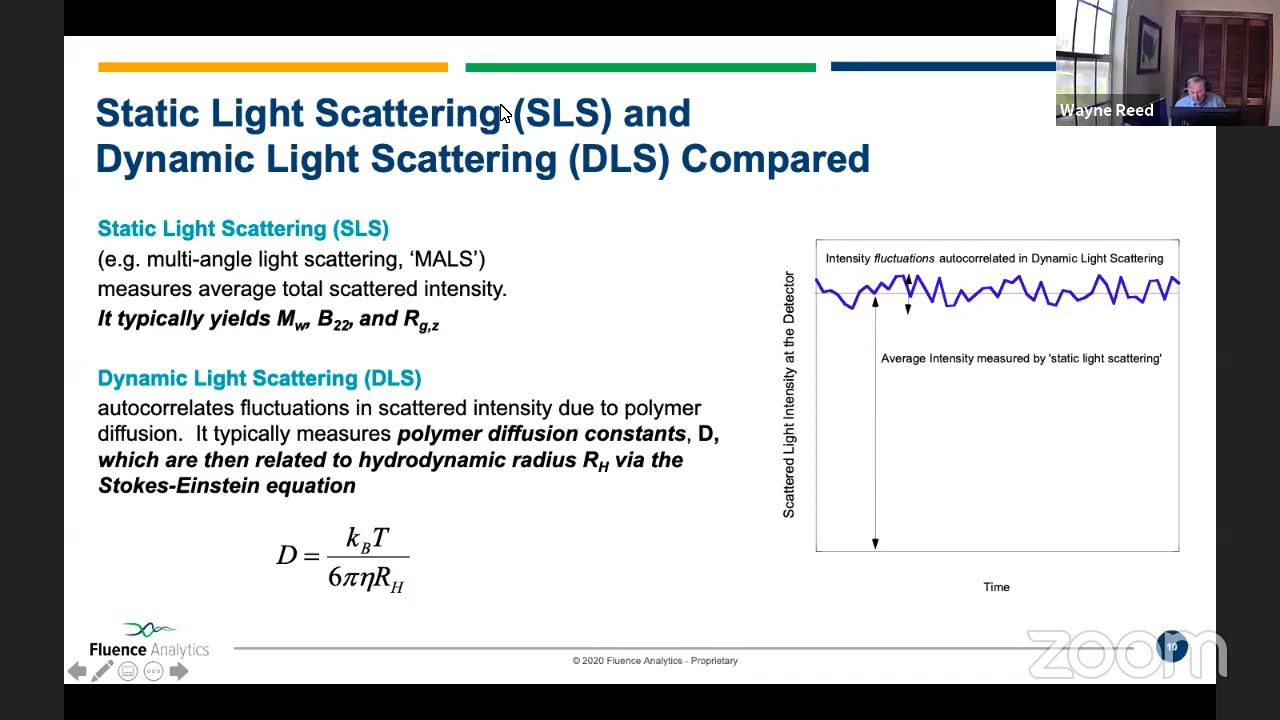 Wayne Reed
Static Light Scattering (SLS) and
Dynamic Light Scattering (DLS) Compared
Static Light Scattering (SLS)
(e.g. multi-angle light scattering, ‘MALS’)
measures average total scattered intensity.
It typically yields Mw, B22, and Rg,z
Dynamic Light Scattering (DLS)
autocorrelates fluctuations in scattered intensity due to polymer
diffusion. It typically measures polymer diffusion constants, D,
which are then related to hydrodynamic radius RH via the
Stokes-Einstein equation
D = kBT / 6πηRH
Scattered Light Intensity at the Detector
Intensity fluctuations autocorrelated in Dynamic Light Scattering
Average Intensity measured by 'static light scattering'
Time
Fluence Analytics
© 2020 Fluence Analytics - Proprietary
zoom
10